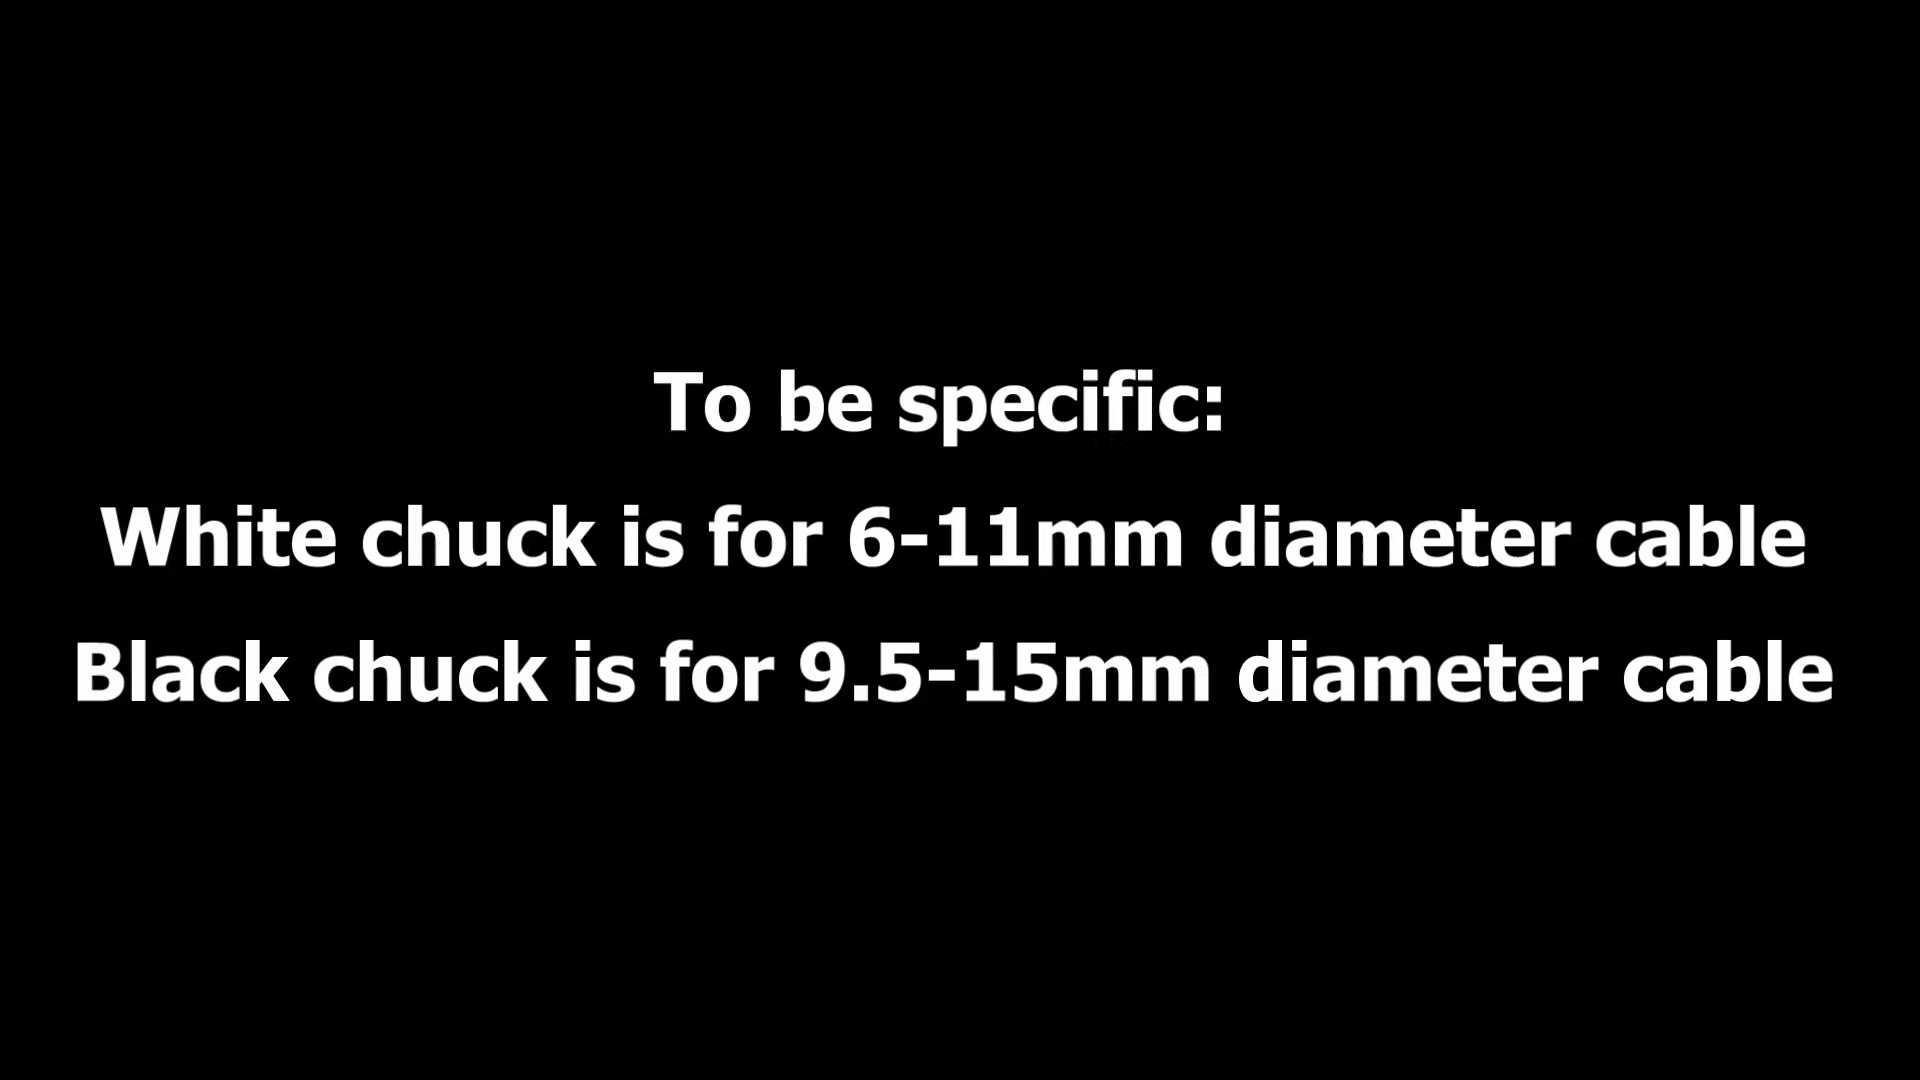 To be specific:
White chuck is for 6-11mm diameter cable
Black chuck is for 9.5-15mm diameter cable